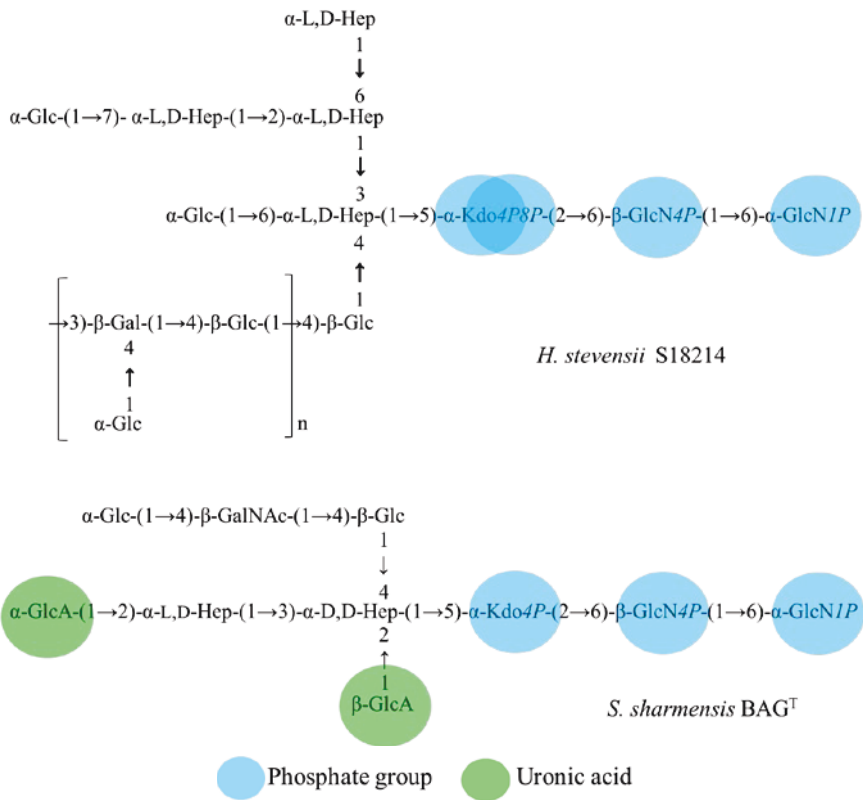 α-L,D-Hep
1
↓
6
α-Glc-(1→7)- α-L,D-Hep-(1→2)-α-L,D-Hep
1
↓
3
α-Glc-(1→6)-α-L,D-Hep-(1→5)-α-Kdo4P8P-(2→6)-β-GlcN4P-(1→6)-α-GlcN1P
4
↑
1
→3)-β-Gal-(1→4)-β-Glc-(1→4)-β-Glc
4
↑
1
α-Glc
n
H. stevensii S18214
α-Glc-(1→4)-β-GalNAc-(1→4)-β-Glc
1
↓
4
α-GlcA-(1→2)-α-L,D-Hep-(1→3)-α-D,D-Hep-(1→5)-α-Kdo4P-(2→6)-β-GlcN4P-(1→6)-α-GlcN1P
2
↑
1
β-GlcA
S. sharmensis BAGᵀ
Phosphate group
Uronic acid